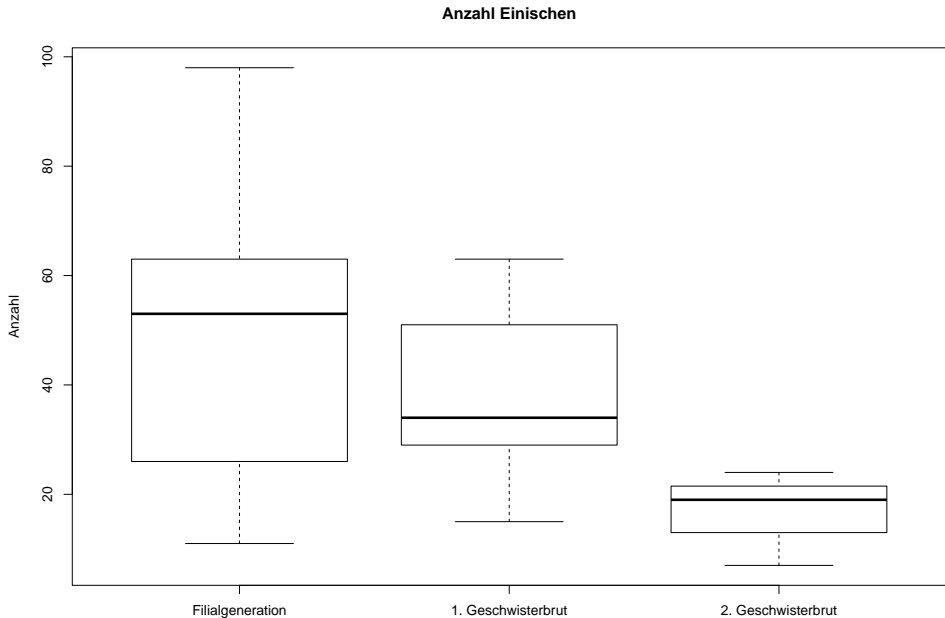 Anzahl Einischen
Anzahl
100
80
60
40
20
Filialgeneration
1. Geschwisterbrut
2. Geschwisterbrut